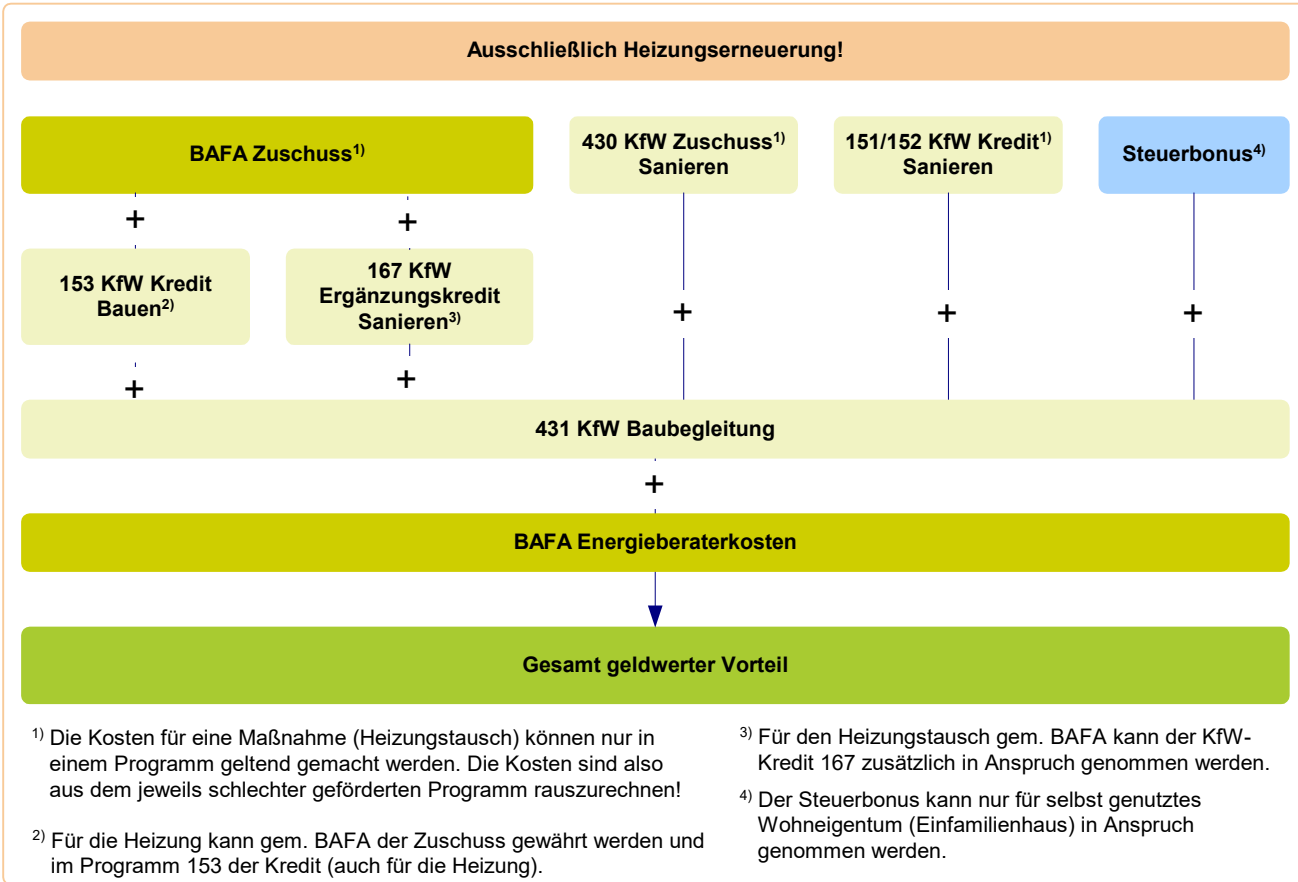 Ausschließlich Heizungserneuerung!
BAFA Zuschuss1)
430 KfW Zuschuss1)
Sanieren
151/152 KfW Kredit1)
Sanieren
Steuerbonus4)
+
+
153 KfW Kredit
Bauen2)
167 KfW
Ergänzungskredit
Sanieren3)
+
+
+
+
+
431 KfW Baubegleitung
+
BAFA Energieberaterkosten
Gesamt geldwerter Vorteil
1) Die Kosten für eine Maßnahme (Heizungstausch) können nur in
einem Programm geltend gemacht werden. Die Kosten sind also
aus dem jeweils schlechter geförderten Programm rauszurechnen!
2) Für die Heizung kann gem. BAFA der Zuschuss gewährt werden und
im Programm 153 der Kredit (auch für die Heizung).
3) Für den Heizungstausch gem. BAFA kann der KfW-
Kredit 167 zusätzlich in Anspruch genommen werden.
4) Der Steuerbonus kann nur für selbst genutztes
Wohneigentum (Einfamilienhaus) in Anspruch
genommen werden.